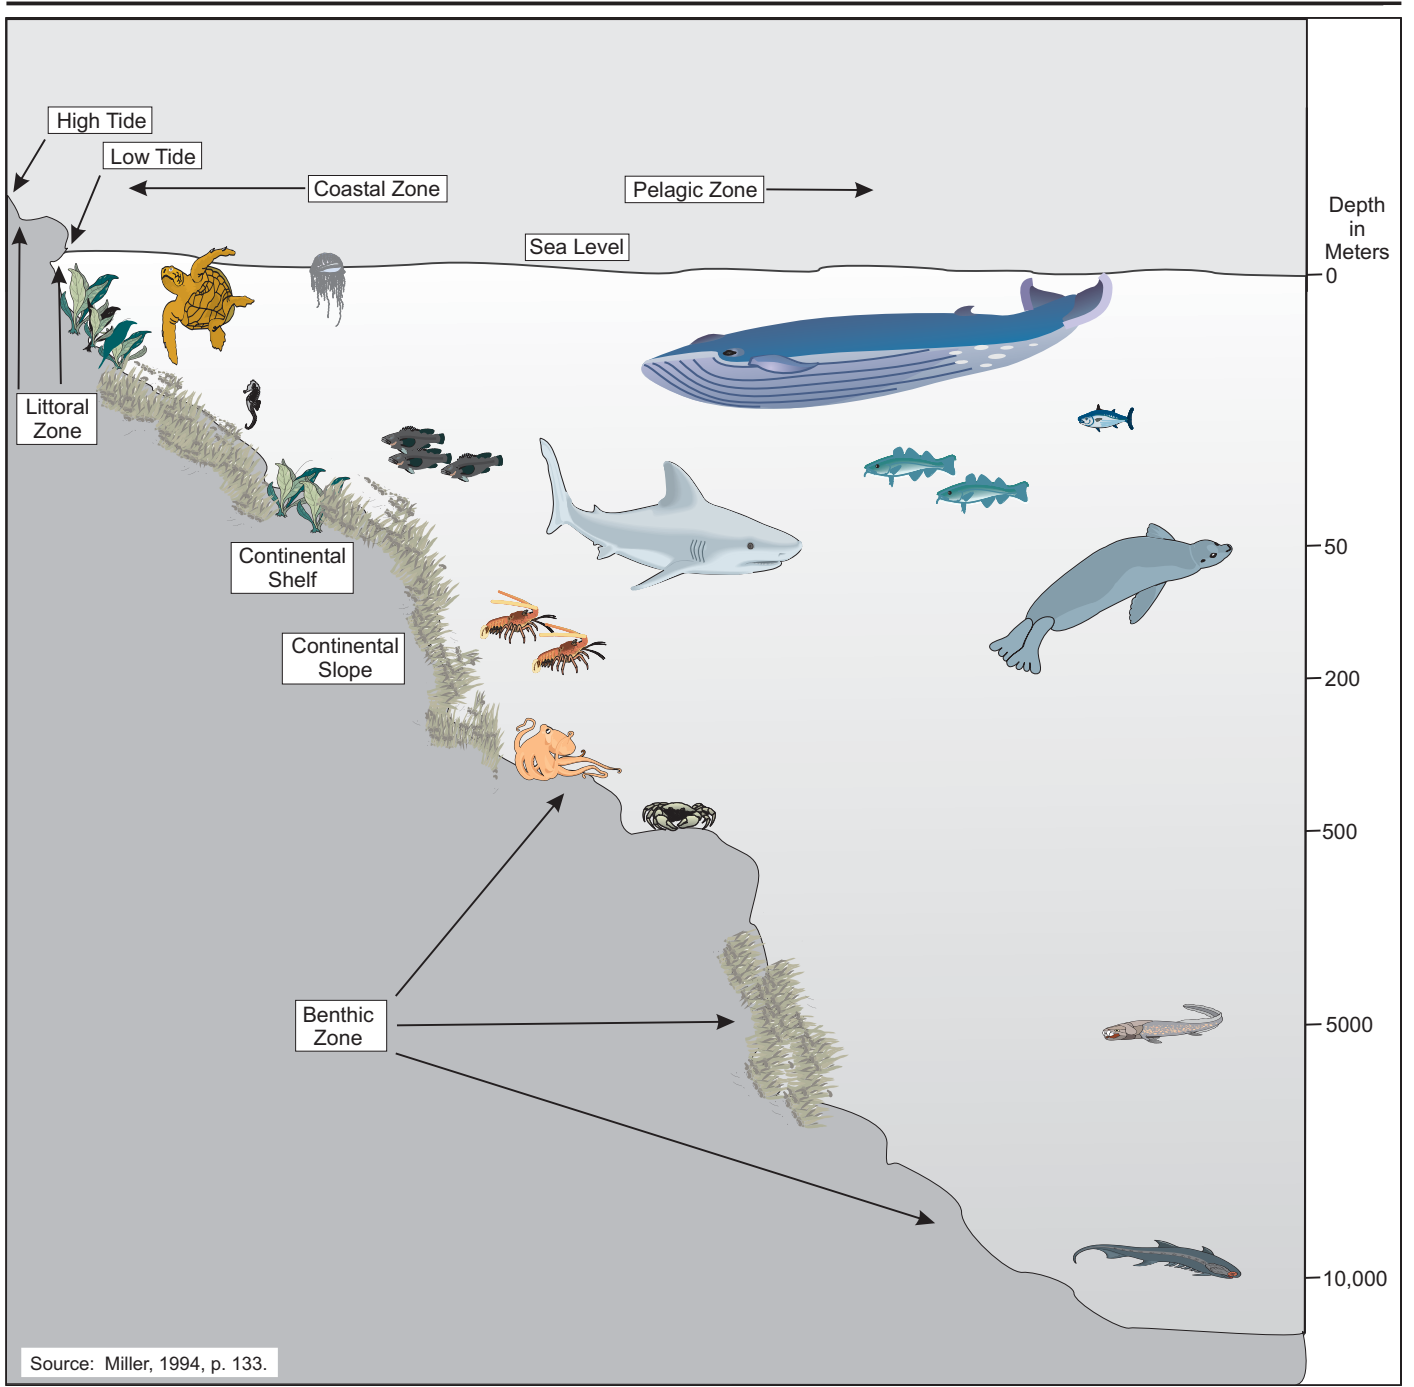 High Tide
Low Tide
Coastal Zone
Pelagic Zone
Sea Level
Depth
in
Meters
0
Littoral
Zone
Continental
Shelf
50
Continental
Slope
200
500
Benthic
Zone
5000
10,000
Source: Miller, 1994, p. 133.